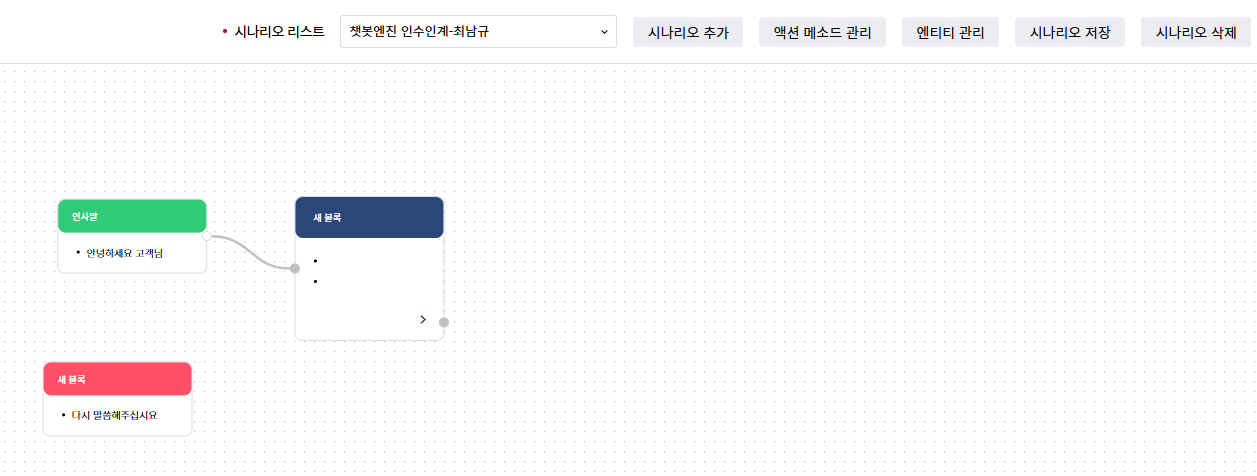 시나리오 리스트
챗봇엔진 인수인계-최남규
시나리오 추가
액션 메소드 관리
엔티티 관리
시나리오 저장
시나리오 삭제
인사말
안녕하세요 고객님
새 블록
새 블록
다시 말씀해주십시요